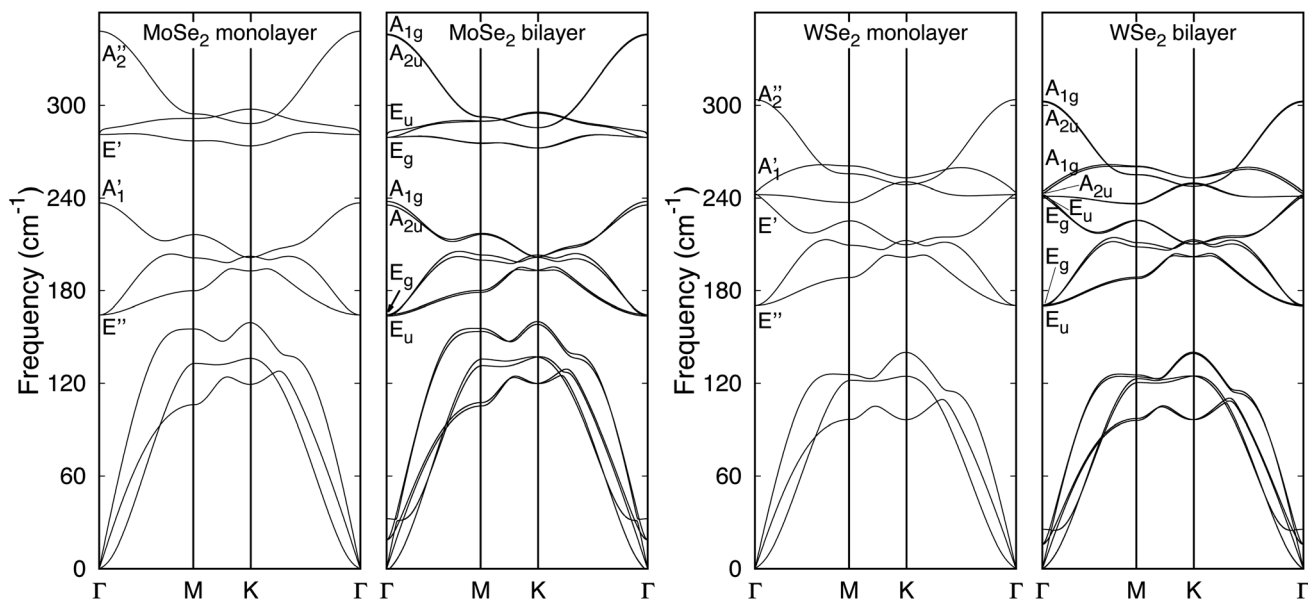 MoSe2 monolayer
MoSe2 bilayer
WSe2 monolayer
WSe2 bilayer
Frequency (cm-1)
300
240
180
120
60
0
A2''
E'
A1'
E''
Γ
M
K
Γ
A1g
A2u
Eu
Eg
A1g
A2u
Eg
Eu
Γ
M
K
Γ
Frequency (cm-1)
300
240
180
120
60
0
A2''
A1'
E'
E''
Γ
M
K
Γ
A1g
A2u
A1g
A2u
Eu
Eg
Eg
Eu
Γ
M
K
Γ